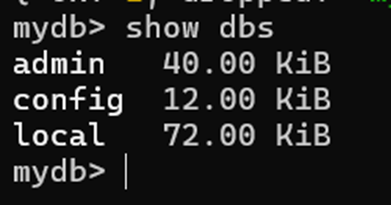 mydb> show dbs
admin   40.00 KiB
config  12.00 KiB
local   72.00 KiB
mydb>